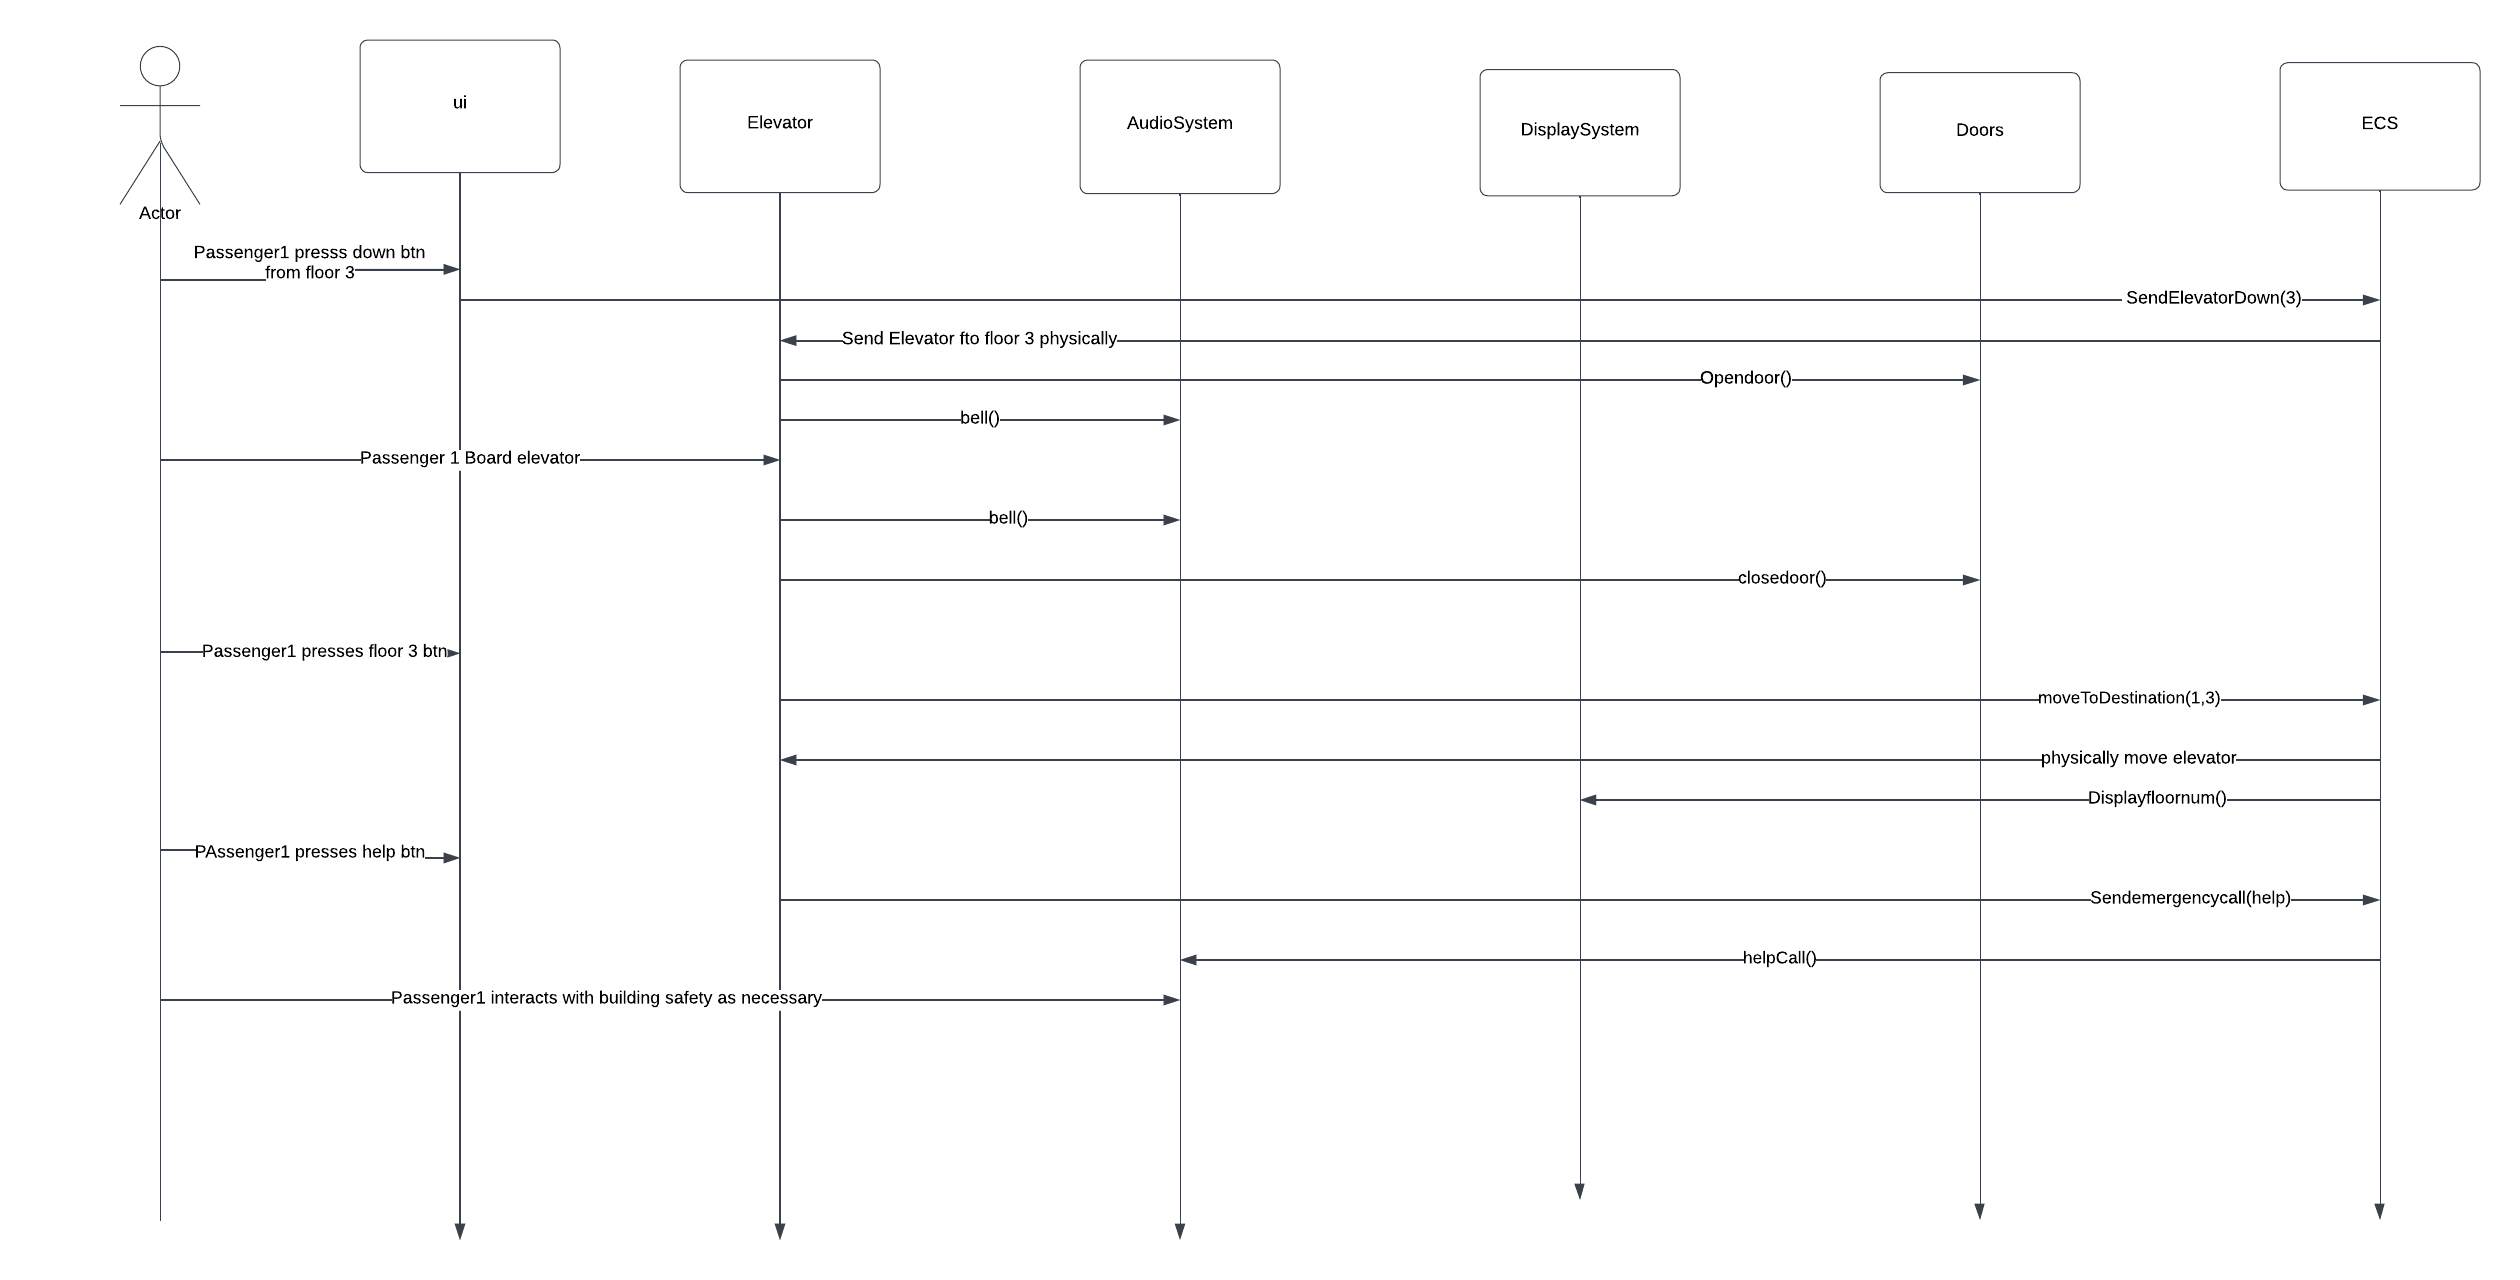 ui
Elevator
AudioSystem
DisplaySystem
Doors
ECS
Actor
Passenger1 presss down btn
from floor 3
SendElevatorDown(3)
Send Elevator fto floor 3 physically
Opendoor()
bell()
Passenger 1 Board elevator
bell()
closedoor()
Passenger1 presses floor 3 btn
moveToDestination(1,3)
physically move elevator
Displayfloornum()
PAssenger1 presses help btn
Sendemergencycall(help)
helpCall()
Passenger1 interacts with building safety as necessary